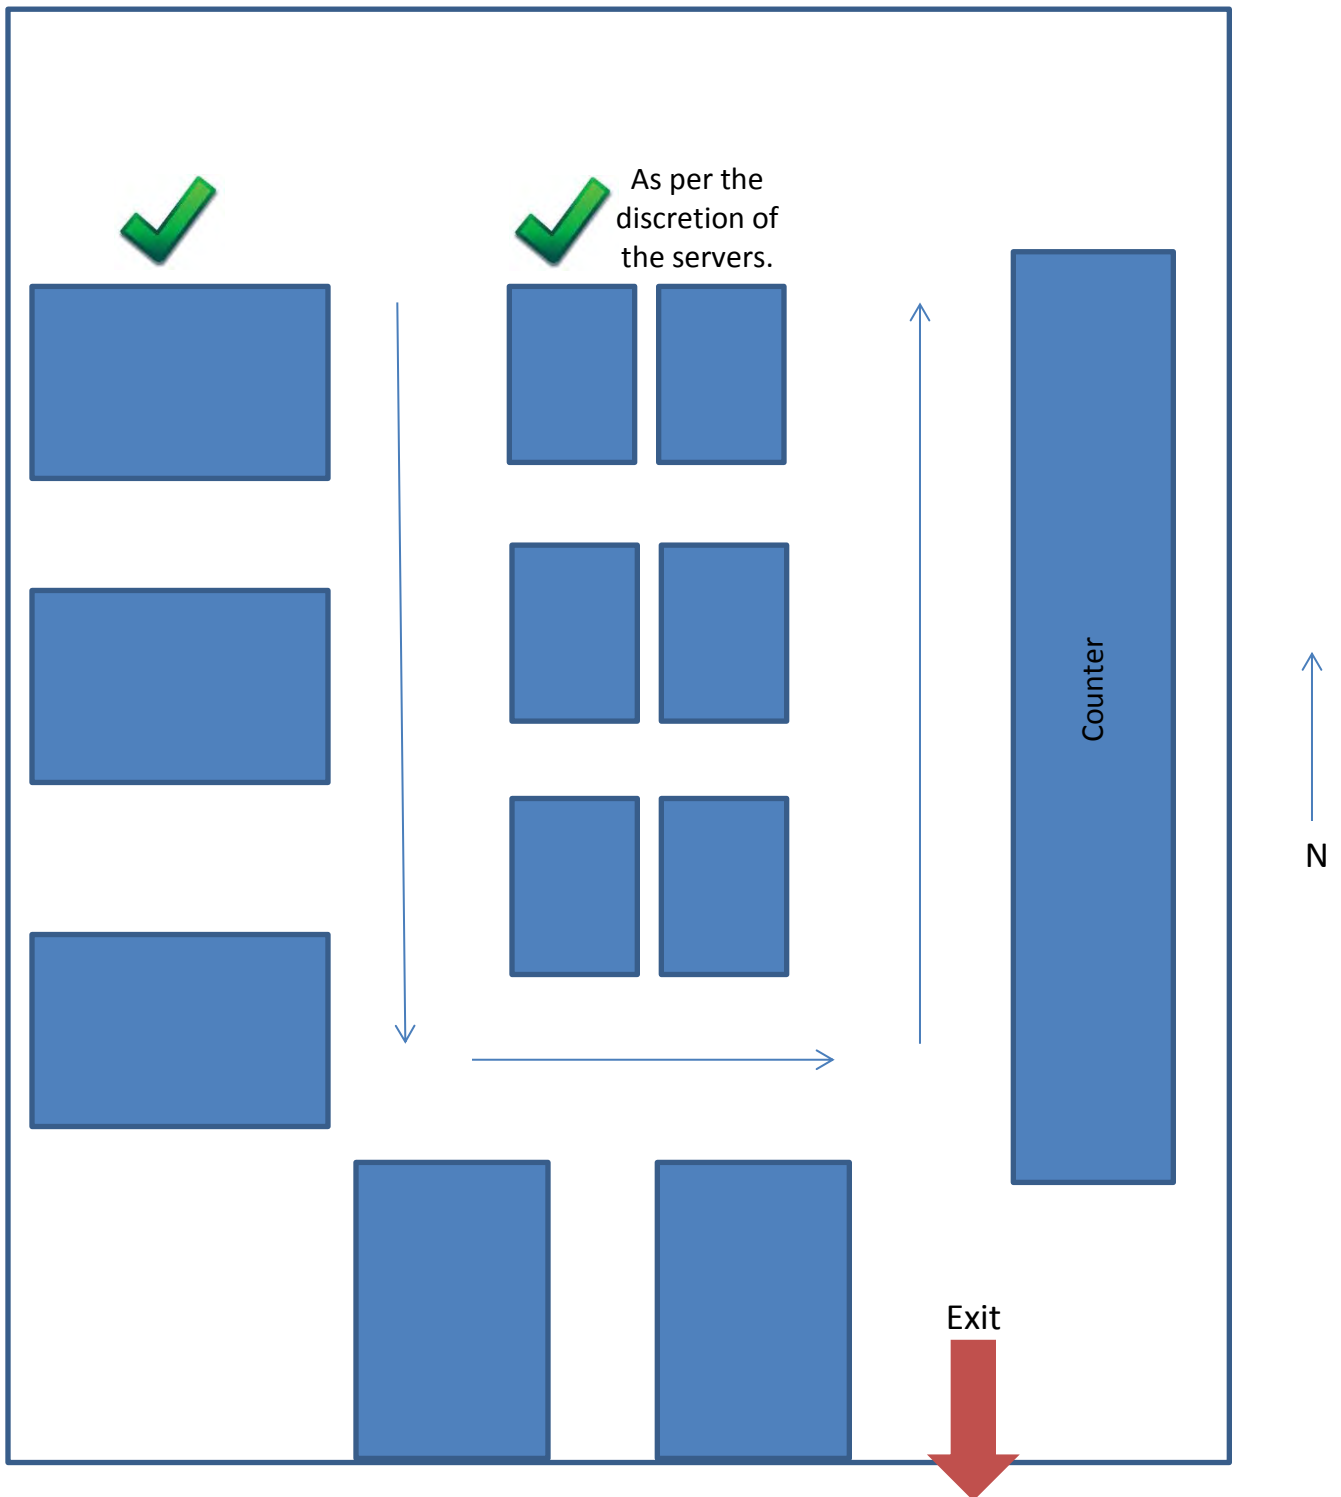 As per the
discretion of
the servers.
Counter
N
Exit